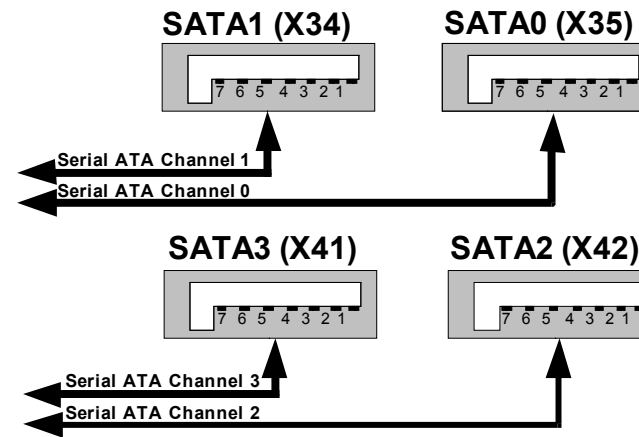 SATA1 (X34) SATA0 (X35)
7 6 5 4 3 2 1 7 6 5 4 3 2 1
Serial ATA Channel 1
Serial ATA Channel 0
SATA3 (X41) SATA2 (X42)
7 6 5 4 3 2 1 7 6 5 4 3 2 1
Serial ATA Channel 3
Serial ATA Channel 2